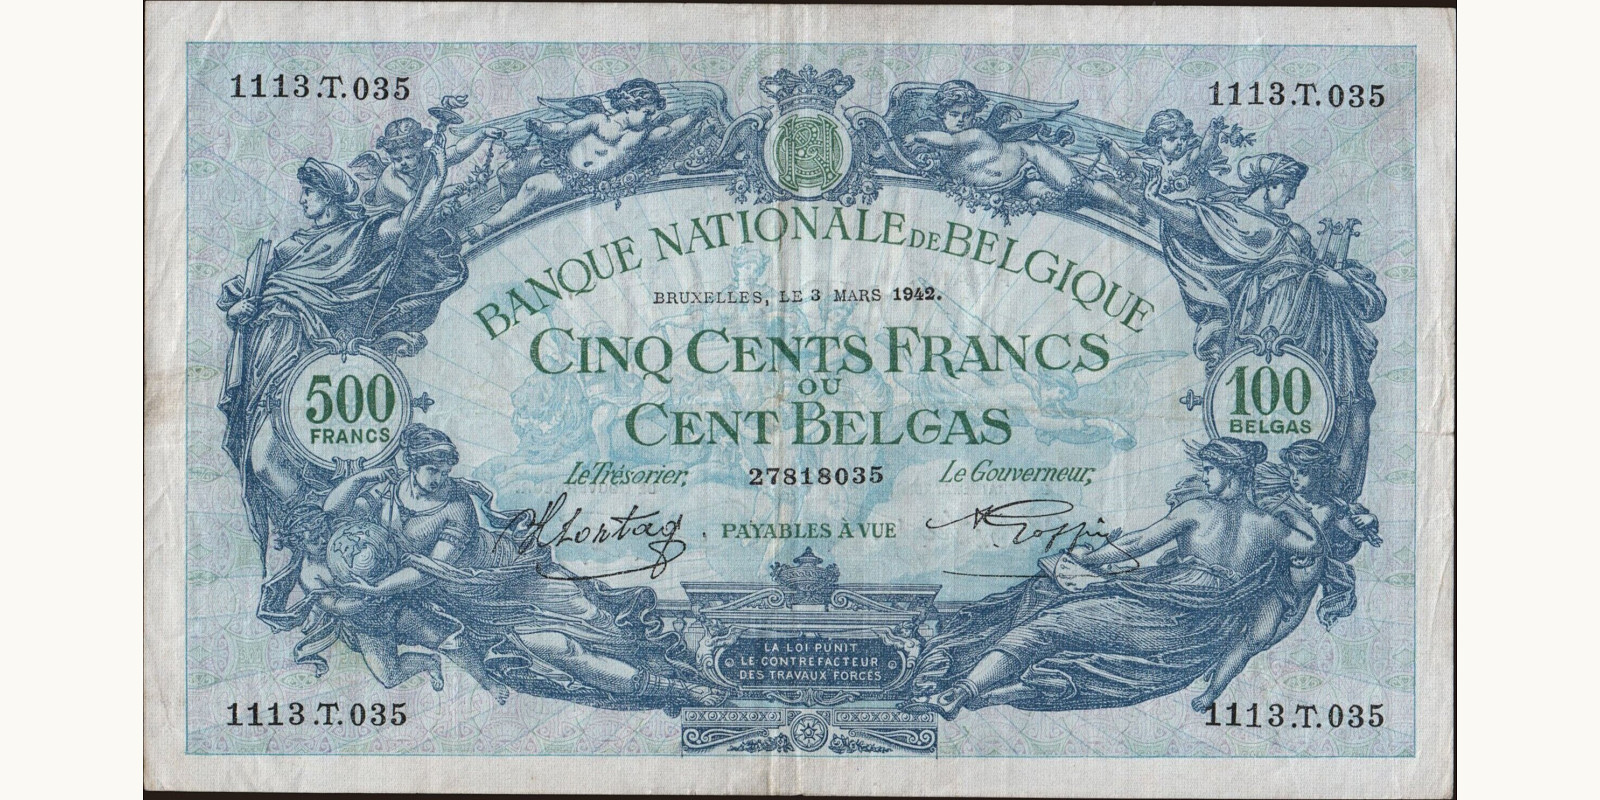 1113.T.035 1113.T.035
BANQUE NATIONALE DE BELGIQUE
BRUXELLES, LE 3 MARS 1942.
CINQ CENTS FRANCS
OU
CENT BELGAS
500
FRANCS
100
BELGAS
Le Trésorier, 27818035 Le Gouverneur,
PAYABLES À VUE
LA LOI PUNIT
LE CONTREFACTEUR
DES TRAVAUX FORCÉS
1113.T.035 1113.T.035